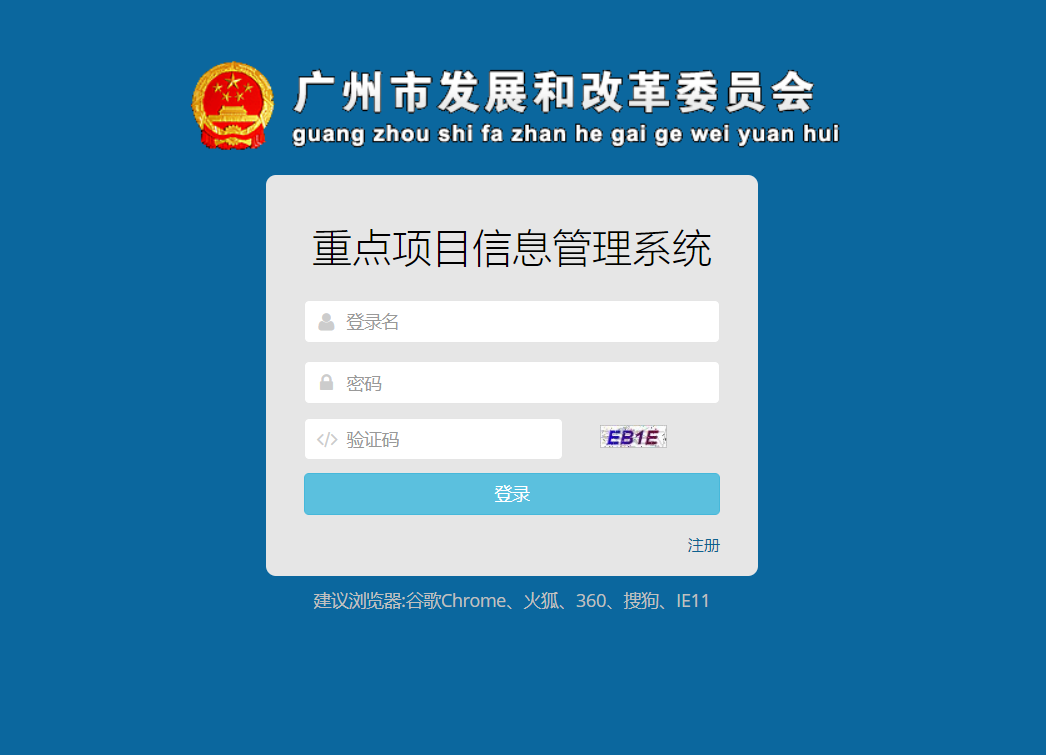 广州市发展和改革委员会
guang zhou shi fa zhan he gai ge wei yuan hui
重点项目信息管理系统
登录名
密码
验证码
EB1E
登录
注册
建议浏览器:谷歌Chrome、火狐、360、搜狗、IE11